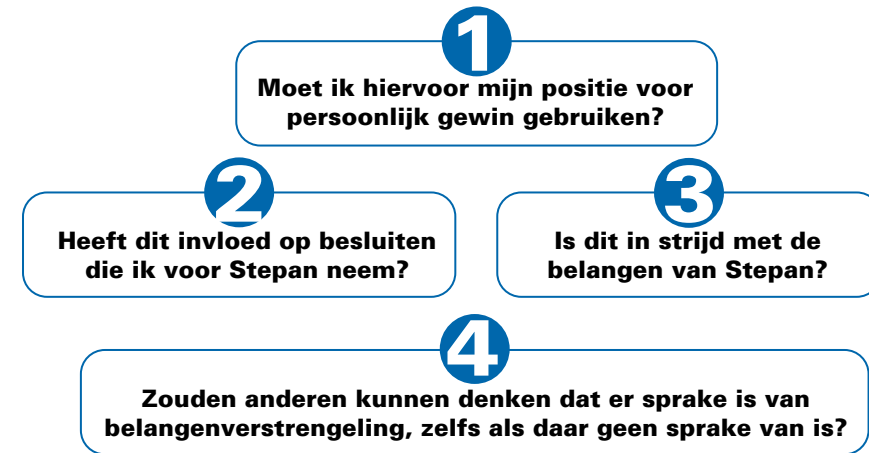 1
Moet ik hiervoor mijn positie voor
persoonlijk gewin gebruiken?
2
Heeft dit invloed op besluiten
die ik voor Stepan neem?
3
Is dit in strijd met de
belangen van Stepan?
4
Zouden anderen kunnen denken dat er sprake is van
belangenverstrengeling, zelfs als daar geen sprake van is?